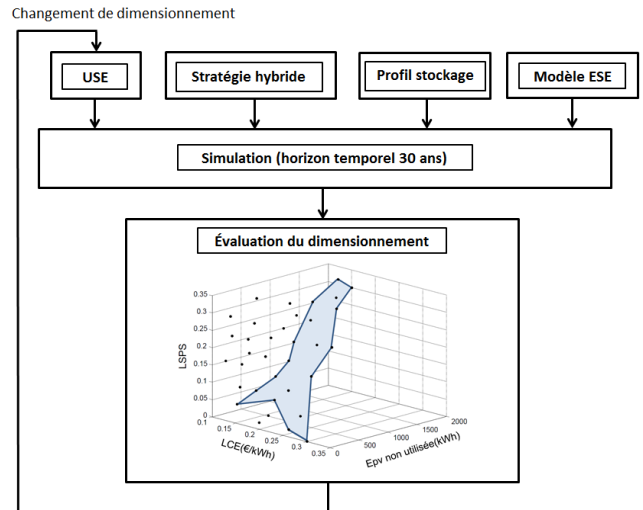 Changement de dimensionnement
USE
Stratégie hybride
Profil stockage
Modèle ESE
Simulation (horizon temporel 30 ans)
Évaluation du dimensionnement
0.35
0.3
0.25
0.2
0.15
0.1
0.05
0
LSPS
0.1
0.15
0.2
0.25
0.3
0.35
LCE(€/kWh)
0
500
1000
1500
2000
Epv non utilisée(kWh)